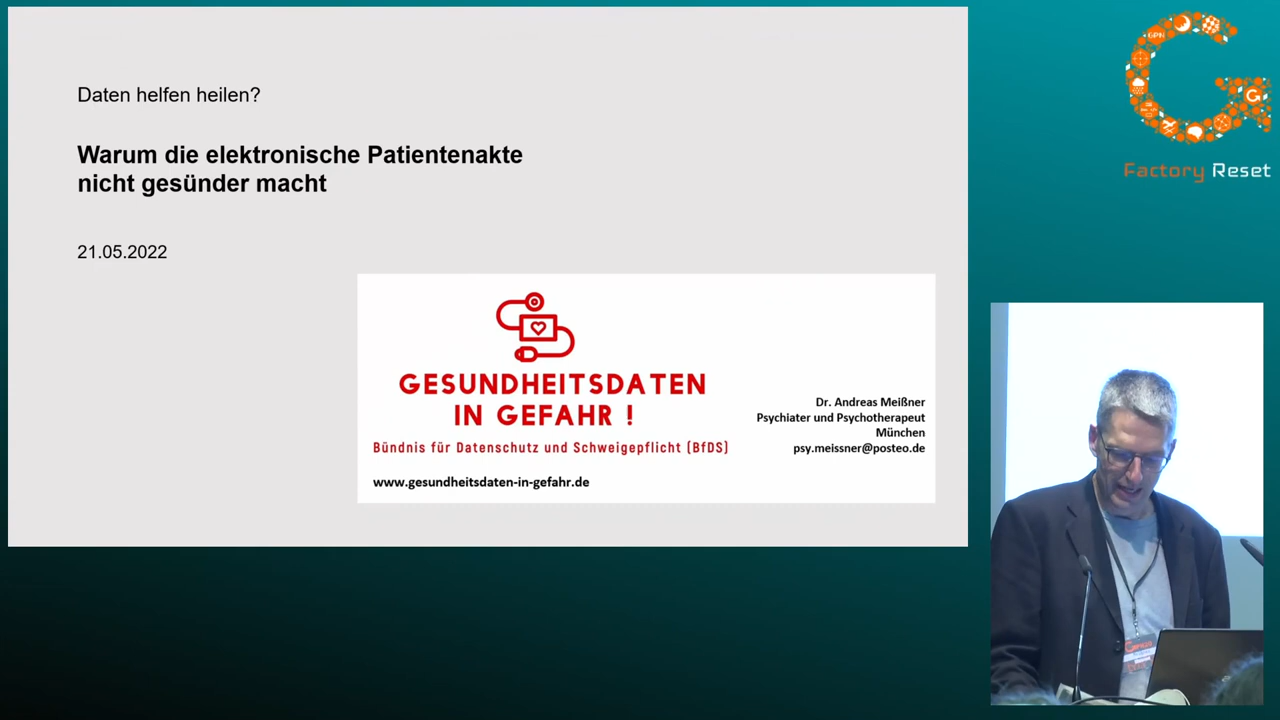 Daten helfen heilen?
Warum die elektronische Patientenakte
nicht gesünder macht
21.05.2022
GESUNDHEITSDATEN
IN GEFAHR !
Bündnis für Datenschutz und Schweigepflicht (BfDS)
www.gesundheitsdaten-in-gefahr.de
Dr. Andreas Meißner
Psychiater und Psychotherapeut
München
psy.meissner@posteo.de
GPN
Factory Reset